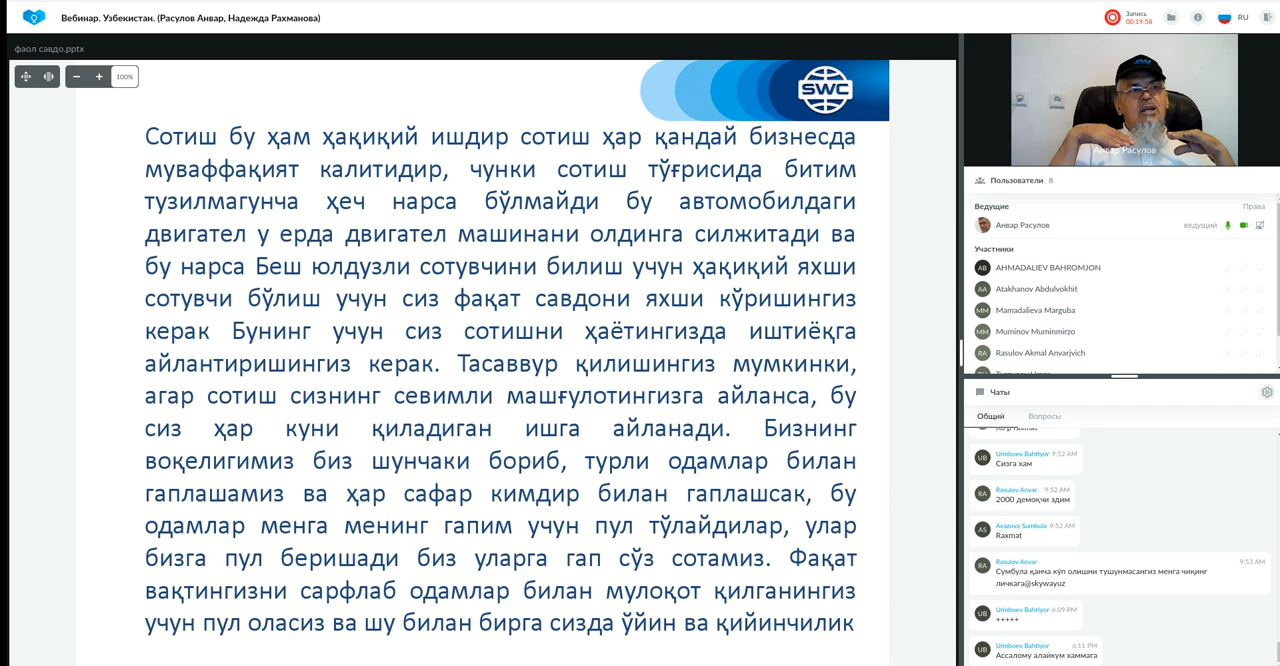 Вебинар. Узбекистан. (Расулов Анвар, Надежда Рахманова)
Запись
00:19:58
RU
фаол савдо.pptx
100%
SWC
Сотиш бу ҳам ҳақиқий ишдир сотиш ҳар қандай бизнесда
муваффақият калитидир, чунки сотиш тўғрисида битим
тузилмагунча ҳеч нарса бўлмайди бу автомобилдаги
двигател у ерда двигател машинани олдинга силжитади ва
бу нарса Беш юлдузли сотувчини билиш учун ҳақиқий яхши
сотувчи бўлиш учун сиз фақат савдони яхши кўришингиз
керак Бунинг учун сиз сотишни ҳаётингизда иштиёқга
айлантиришингиз керак. Тасаввур қилишингиз мумкинки,
агар сотиш сизнинг севимли машғулотингизга айланса, бу
сиз ҳар куни қиладиган ишга айланади. Бизнинг
воқелигимиз биз шунчаки бориб, турли одамлар билан
гаплашамиз ва ҳар сафар кимдир билан гаплашсак, бу
одамлар менга менинг гапим учун пул тўлайдилар, улар
бизга пул беришади биз уларга гап сўз сотамиз. Фақат
вақтингизни сарфлаб одамлар билан мулоқот қилганингиз
учун пул оласиз ва шу билан бирга сизда ўйин ва қийинчилик
Анвар Расулов
Пользователи 8
Ведущие Права
Анвар Расулов ведущий
Участники
AB AHMADALIEV BAHROMJON
AA Atakhanov Abdulvokhit
MM Mamadalieva Marguba
MM Muminov Muminmirzo
RA Rasulov Akmal Anvarjvich
Чаты
Общий Вопросы
UB Urinboev Bahtiyor 9:52 AM
Сизга хам
RA Rasulov Anvar 9:52 AM
2000 демоқчи эдим
AS Avazova Sumbula 9:52 AM
Raxmat
RA Rasulov Anvar 9:53 AM
Сумбула қанча кўп олишни тушунмасангиз менга чиқинг
личкага@skywayuz
UB Urinboev Bahtiyor 6:09 PM
+++++
UB Urinboev Bahtiyor 6:11 PM
Ассалому алайкум хаммага